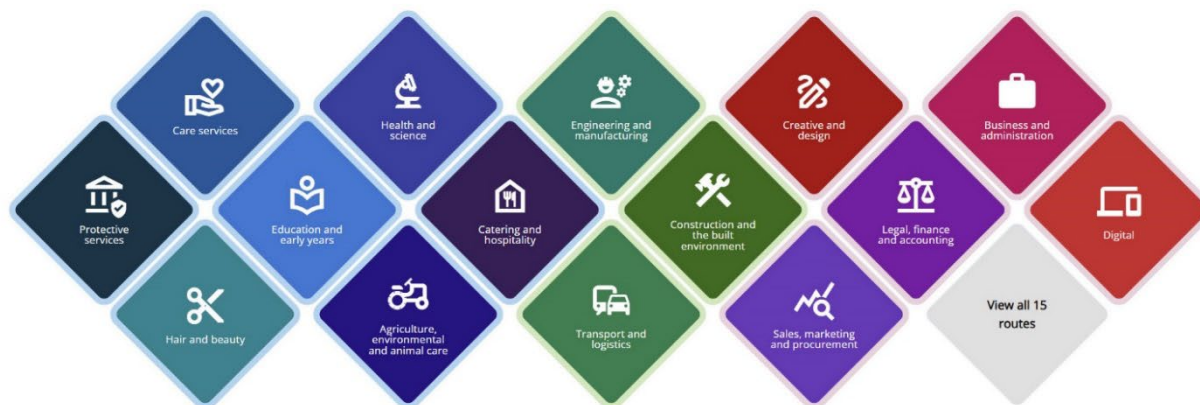 Care services
Health and
science
Engineering and
manufacturing
Creative and
design
Business and
administration
Protective
services
Education and
early years
Catering and
hospitality
Construction and
the built
environment
Legal, finance
and accounting
Digital
Hair and beauty
Agriculture,
environmental
and animal care
Transport and
logistics
Sales, marketing
and procurement
View all 15
routes